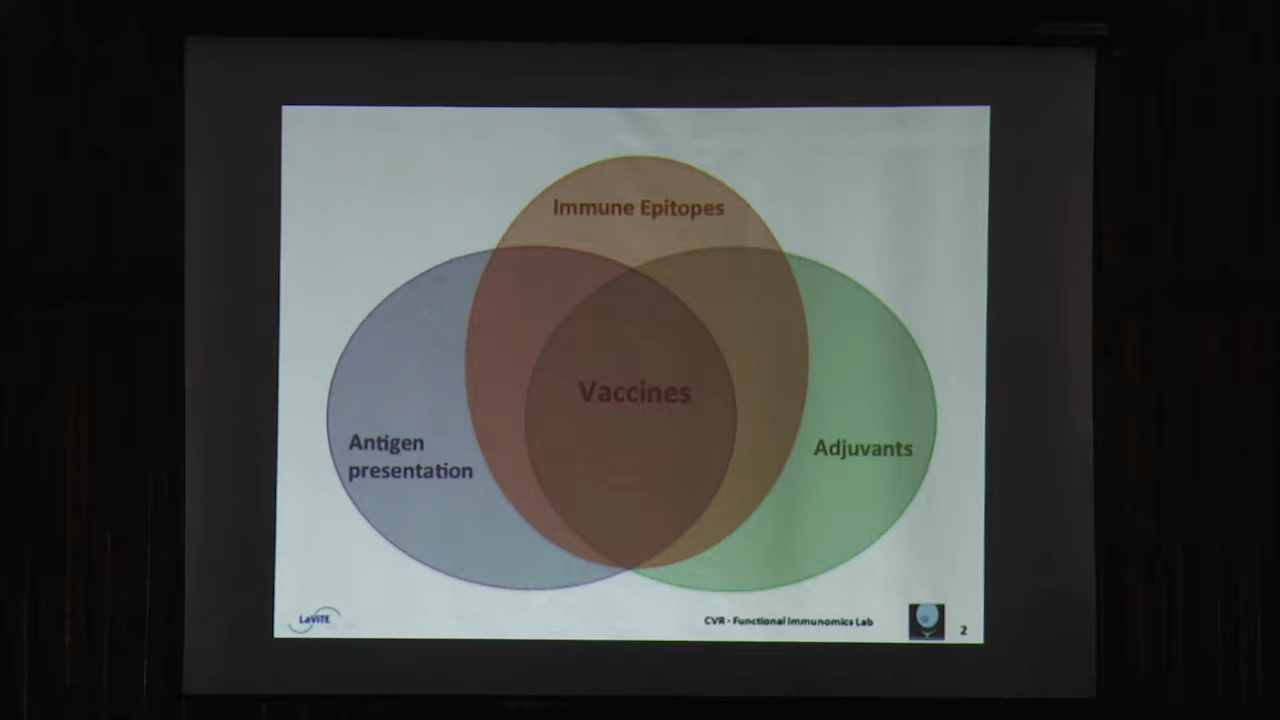 Immune Epitopes
Vaccines
Antigen
presentation
Adjuvants
LaViTE
CVR - Functional Immunomics Lab
2